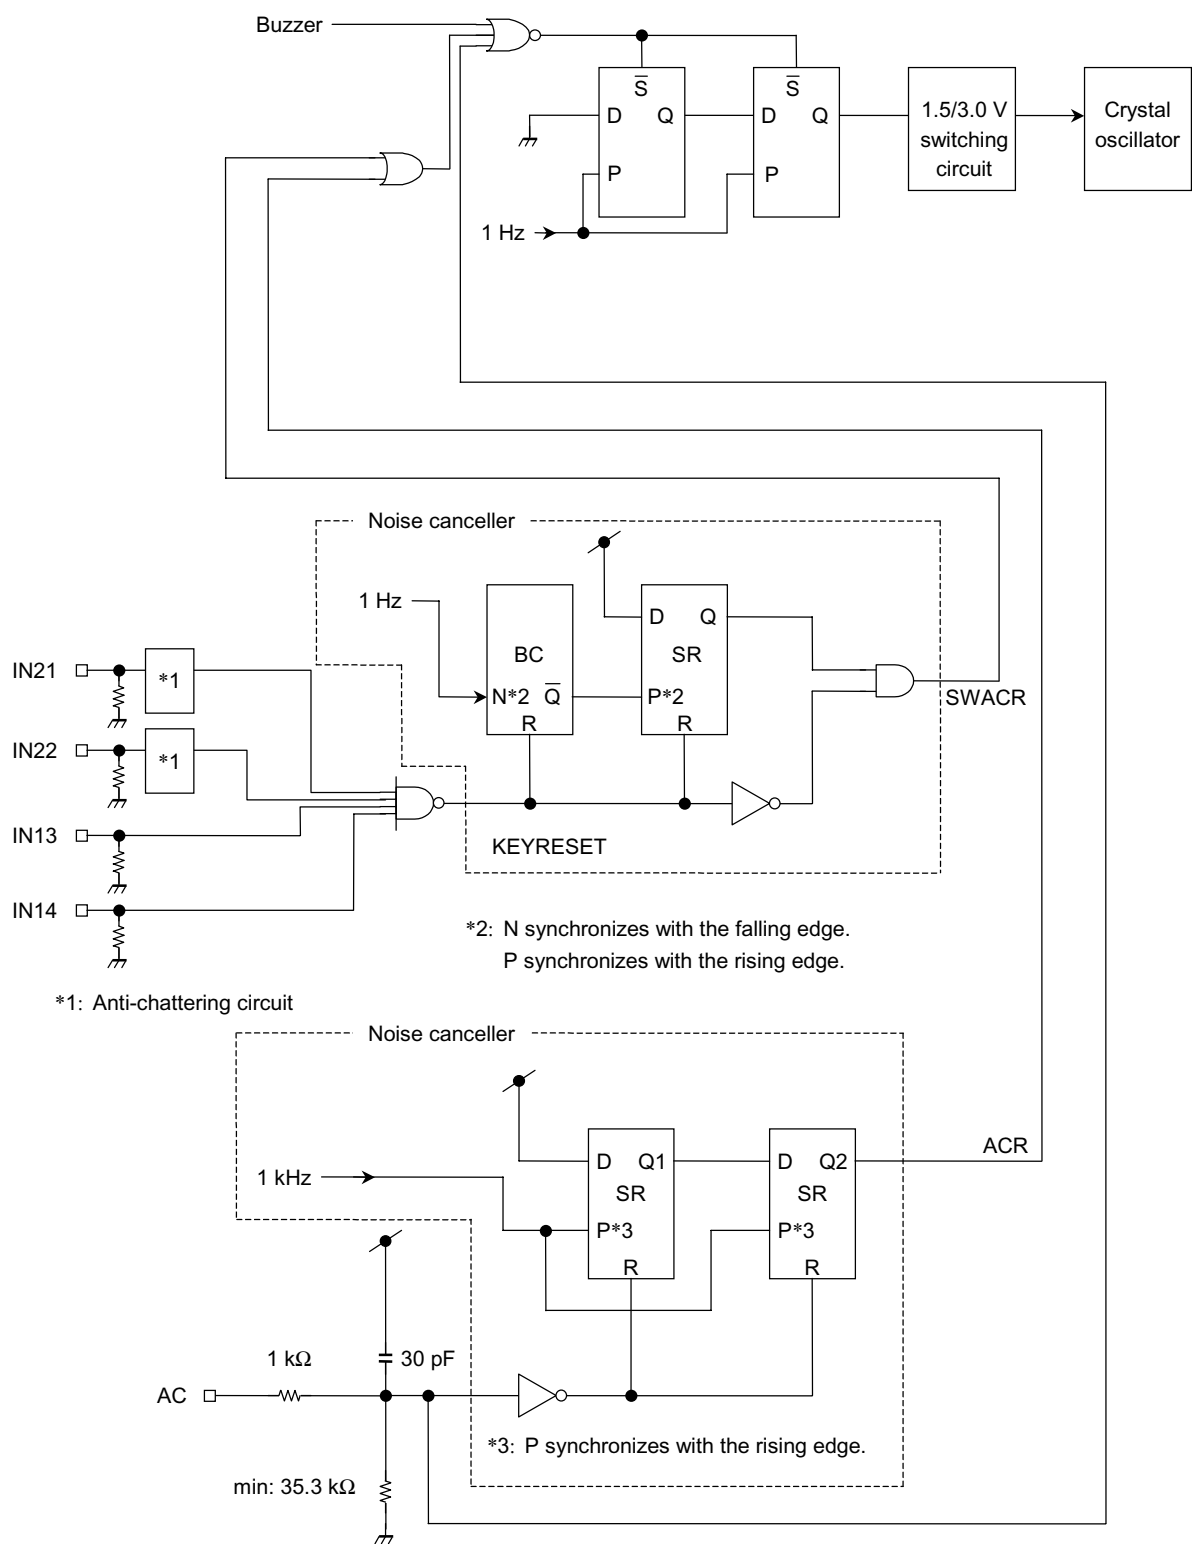 Buzzer
S
D Q
P
S
D Q
P
1 Hz
1.5/3.0 V
switching
circuit
Crystal
oscillator
Noise canceller
1 Hz
BC
N*2 Q
R
D Q
SR
P*2
R
SWACR
IN21
*1
IN22
*1
IN13
KEYRESET
IN14
*2: N synchronizes with the falling edge.
P synchronizes with the rising edge.
*1: Anti-chattering circuit
Noise canceller
1 kHz
D Q1
SR
P*3
R
D Q2
SR
P*3
R
ACR
1 kΩ
30 pF
AC
*3: P synchronizes with the rising edge.
min: 35.3 kΩ